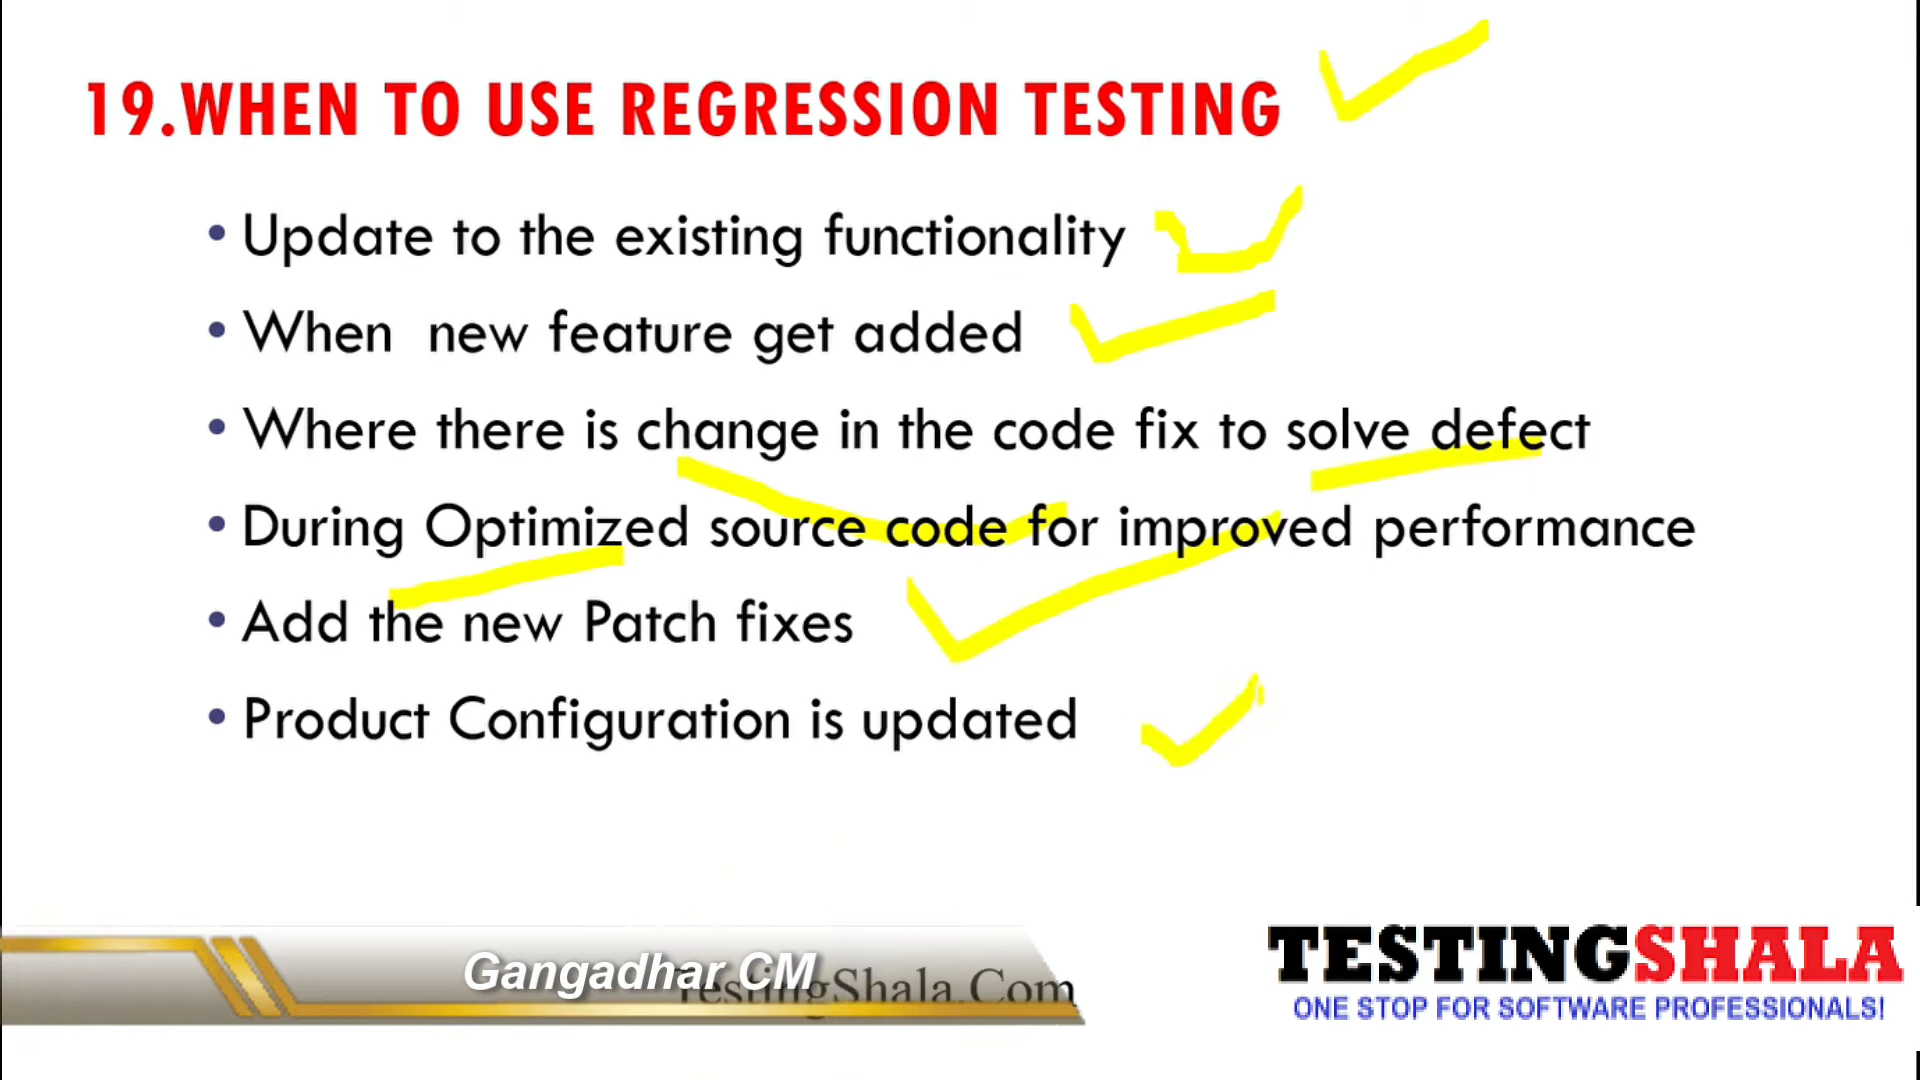 19.WHEN TO USE REGRESSION TESTING
• Update to the existing functionality
• When new feature get added
• Where there is change in the code fix to solve defect
• During Optimized source code for improved performance
• Add the new Patch fixes
• Product Configuration is updated
Gangadhar CM
TestingShala.Com
TESTINGSHALA
ONE STOP FOR SOFTWARE PROFESSIONALS!